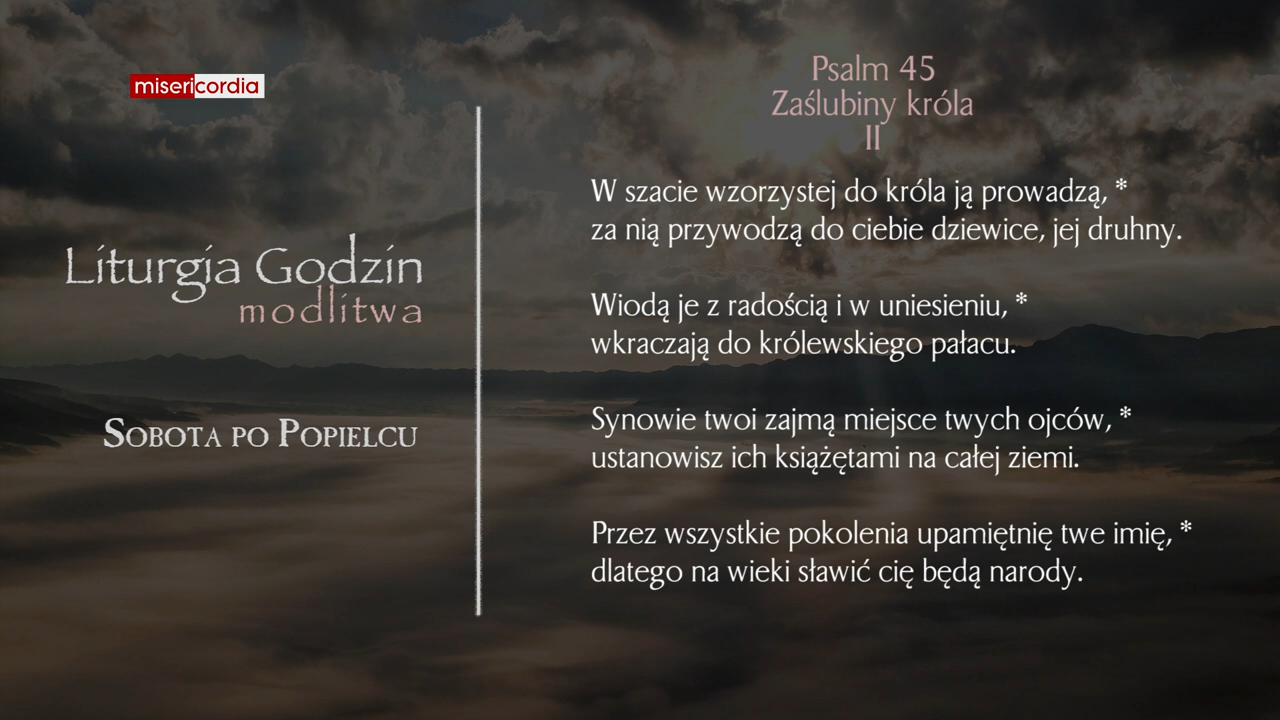 misericordia
Liturgia Godzin
modlitwa
Sobota po Popielcu
Psalm 45
Zaślubiny króla
II
W szacie wzorzystej do króla ją prowadzą, *
za nią przywodzą do ciebie dziewice, jej druhny.
Wiodą je z radością i w uniesieniu, *
wkraczają do królewskiego pałacu.
Synowie twoi zajmą miejsce twych ojców, *
ustanowisz ich książętami na całej ziemi.
Przez wszystkie pokolenia upamiętnię twe imię, *
dlatego na wieki sławić cię będą narody.